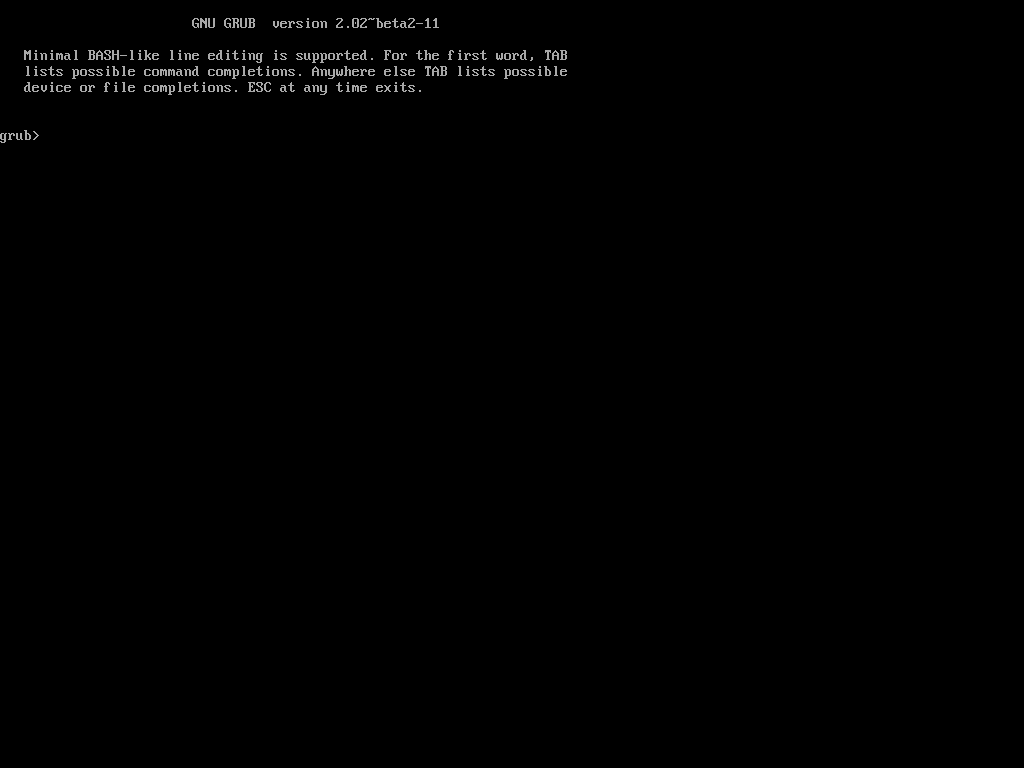 GNU GRUB  version 2.02~beta2-11
Minimal BASH-like line editing is supported. For the first word, TAB
lists possible command completions. Anywhere else TAB lists possible
device or file completions. ESC at any time exits.
grub>